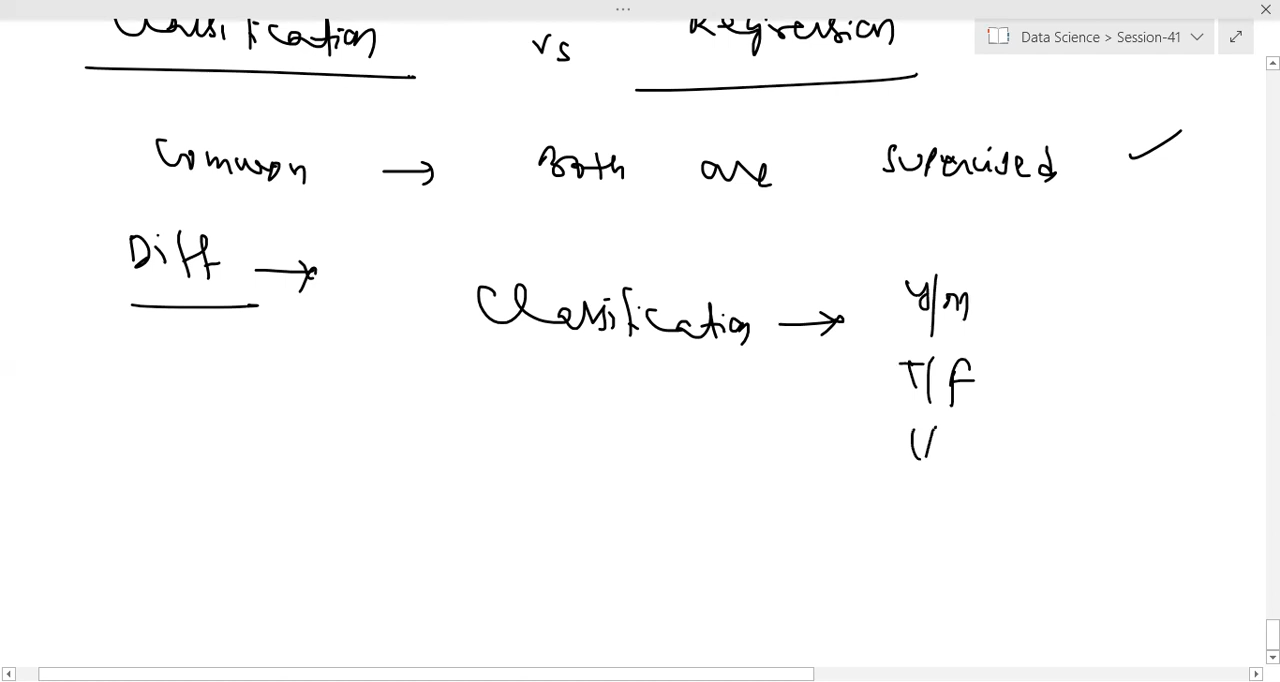 Classification vs Regression
Data Science > Session-41
Common → Both are Supervised ✓
Diff →
Classification → Y/N
T/F